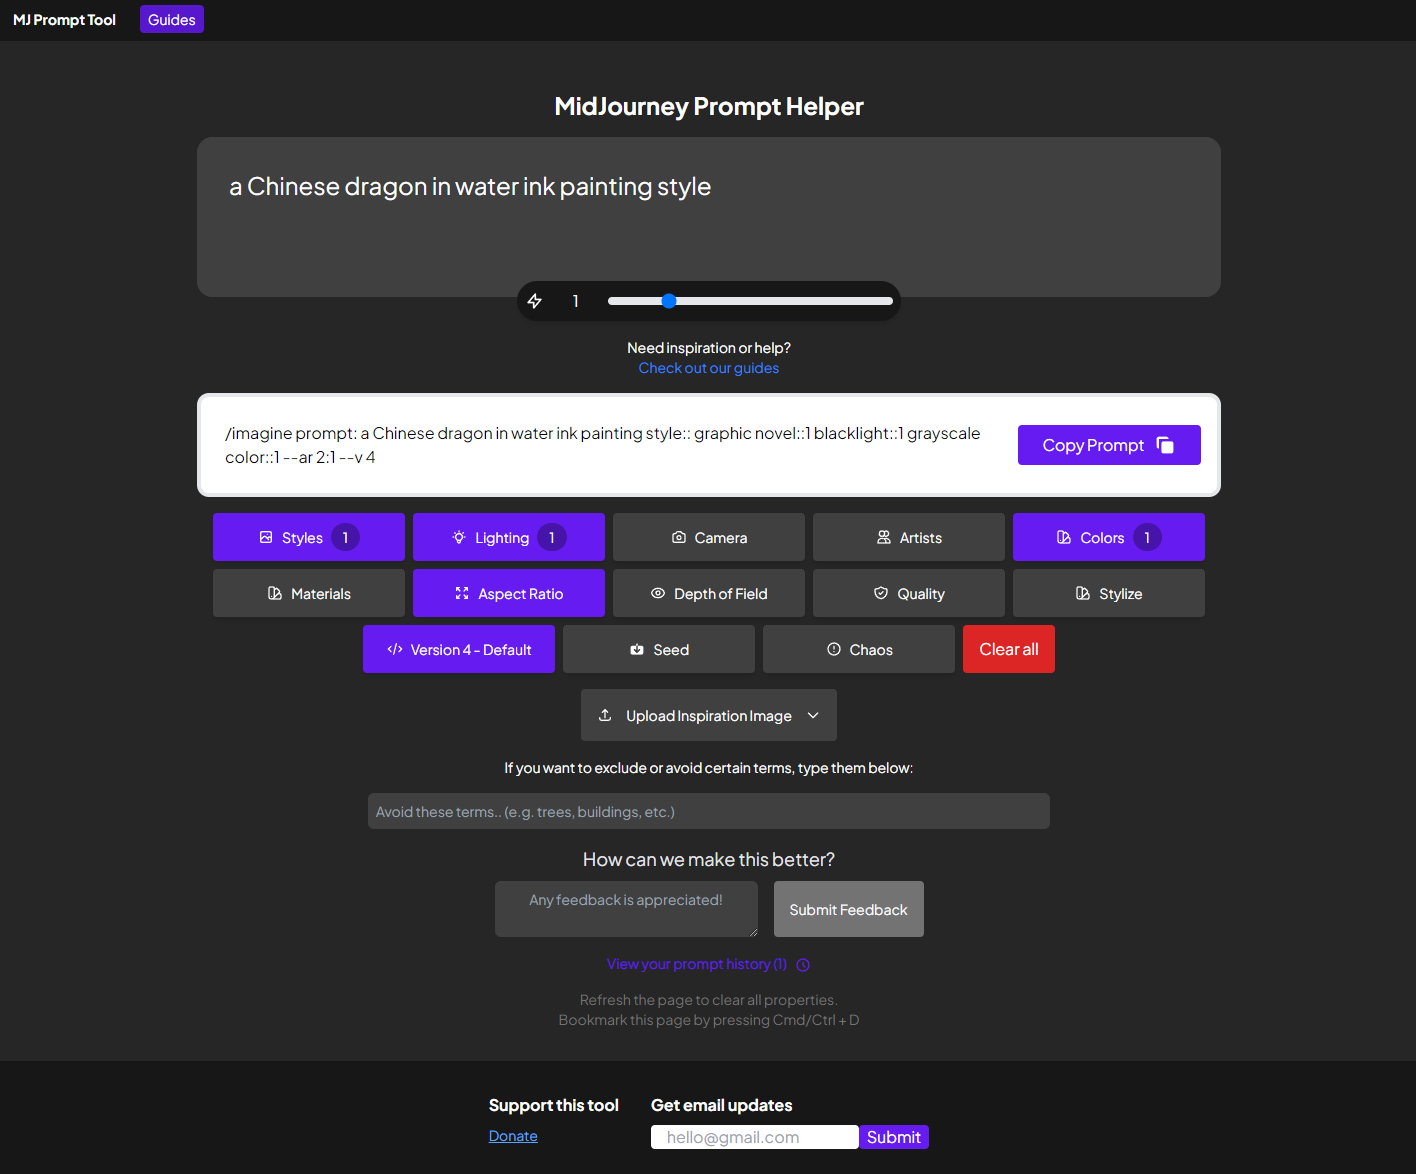 MJ Prompt Tool
Guides
MidJourney Prompt Helper
a Chinese dragon in water ink painting style
1
Need inspiration or help?
Check out our guides
/imagine prompt: a Chinese dragon in water ink painting style:: graphic novel::1 blacklight::1 grayscale
color::1 --ar 2:1 --v 4
Copy Prompt
Styles 1
Lighting 1
Camera
Artists
Colors 1
Materials
Aspect Ratio
Depth of Field
Quality
Stylize
Version 4 - Default
Seed
Chaos
Clear all
Upload Inspiration Image
If you want to exclude or avoid certain terms, type them below:
Avoid these terms.. (e.g. trees, buildings, etc.)
How can we make this better?
Any feedback is appreciated!
Submit Feedback
View your prompt history (1)
Refresh the page to clear all properties.
Bookmark this page by pressing Cmd/Ctrl + D
Support this tool
Donate
Get email updates
hello@gmail.com
Submit